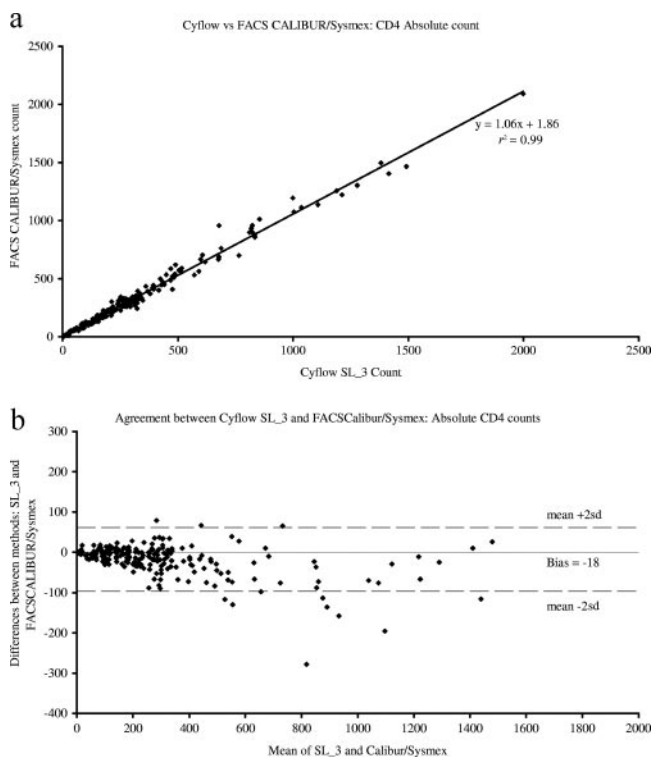 a
Cyflow vs FACS CALIBUR/Sysmex: CD4 Absolute count
2500
2000
1500
1000
500
0
FACS CALIBUR/Sysmex count
y = 1.06x + 1.86
r² = 0.99
0 500 1000 1500 2000 2500
Cyflow SL_3 Count
b
Agreement between Cyflow SL_3 and FACSCalibur/Sysmex: Absolute CD4 counts
Differences between methods: SL_3 and
FACSCALIBUR/Sysmex
300
200
100
0
-100
-200
-300
-400
mean +2sd
Bias = -18
mean -2sd
0 200 400 600 800 1000 1200 1400 1600 1800 2000
Mean of SL_3 and Calibur/Sysmex